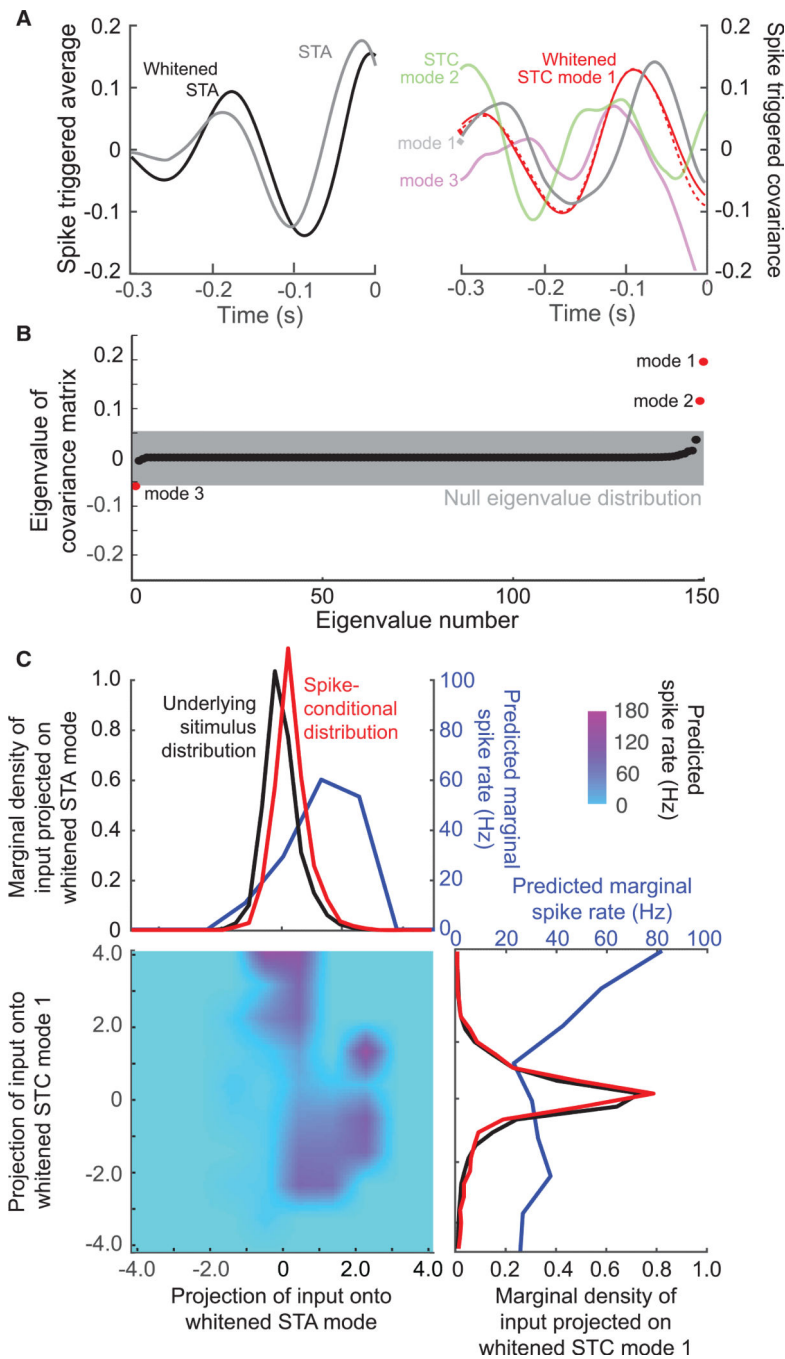 A
Spike triggered average
0.2
0.1
0
-0.1
-0.2
Whitened
STA
STA
-0.3
-0.2
-0.1
0
Time (s)
STC
mode 2
Whitened
STC mode 1
mode 1
mode 3
-0.3
-0.2
-0.1
0
Time (s)
0.2
0.1
0
-0.1
0.2
Spike triggered
covariance
B
Eigenvalue of
covariance matrix
0.2
0.1
0
-0.1
-0.2
mode 1
mode 2
mode 3
Null eigenvalue distribution
0
50
100
150
Eigenvalue number
C
Marginal density of
input projected on
whitened STA mode
1.0
0.8
0.6
0.4
0.2
0
Underlying
sitimulus
distribution
Spike-
conditional
distribution
100
80
60
40
20
0
Predicted marginal
spike rate (Hz)
180
120
60
0
Predicted
spike rate (Hz)
Predicted marginal
spike rate (Hz)
0
20
40
60
80
100
Projection of input onto
whitened STC mode 1
4.0
2.0
0
-2.0
-4.0
-4.0
-2.0
0
2.0
4.0
Projection of input onto
whitened STA mode
0
0.2
0.4
0.6
0.8
1.0
Marginal density of
input projected on
whitened STC mode 1